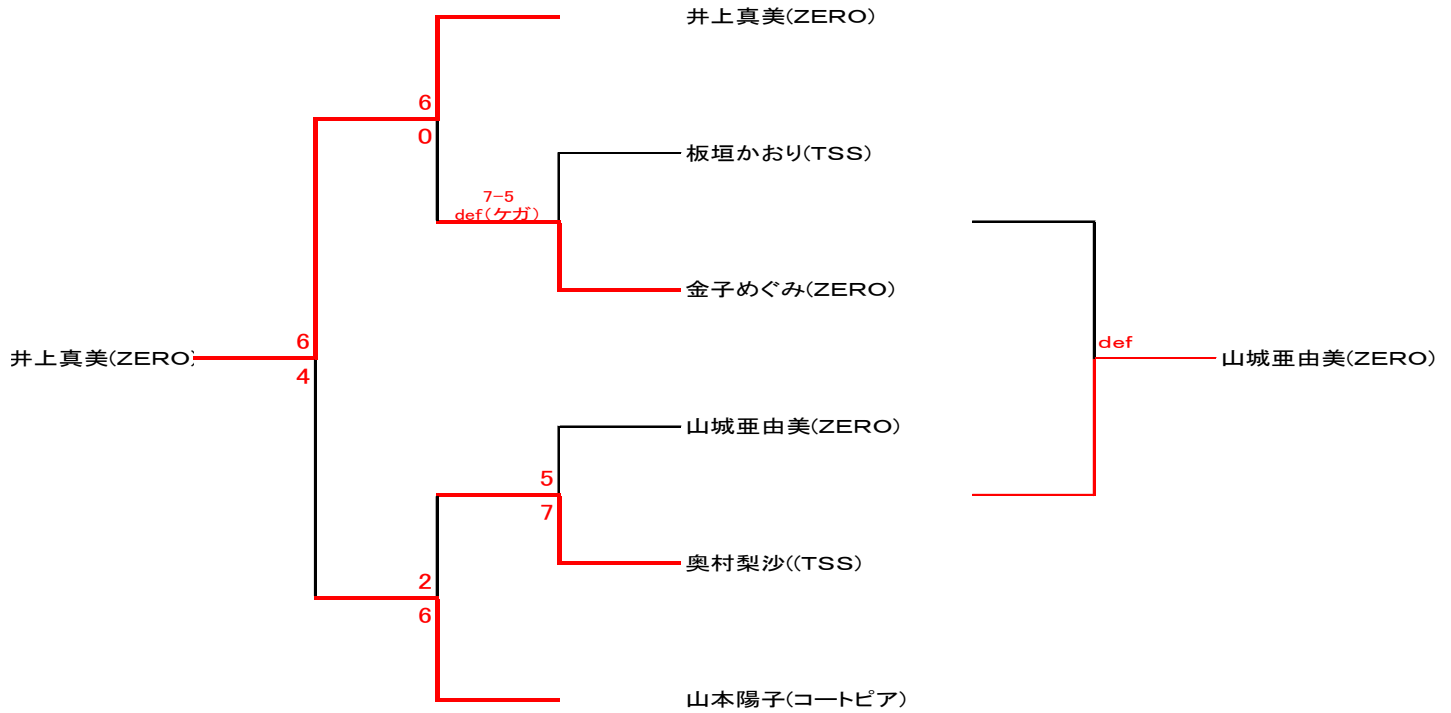 井上真美(ZERO)
6
0
板垣かおり(TSS)
7-5
def(ケガ)
金子めぐみ(ZERO)
6
井上真美(ZERO)
4
def
山城亜由美(ZERO)
山城亜由美(ZERO)
5
7
奥村梨沙((TSS)
2
6
山本陽子(コートピア)